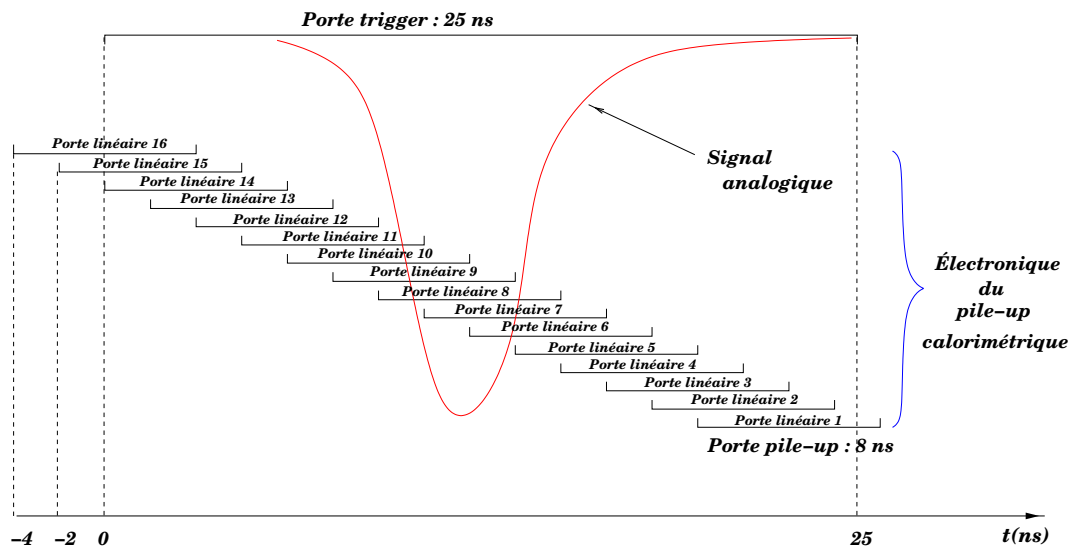 Porte trigger : 25 ns
Porte linéaire 16
Porte linéaire 15
Porte linéaire 14
Porte linéaire 13
Porte linéaire 12
Porte linéaire 11
Porte linéaire 10
Porte linéaire 9
Porte linéaire 8
Porte linéaire 7
Porte linéaire 6
Porte linéaire 5
Porte linéaire 4
Porte linéaire 3
Porte linéaire 2
Porte linéaire 1
Porte pile−up : 8 ns
Signal
analogique
Électronique
du
pile−up
calorimétrique
−4 −2 0 25 t(ns)